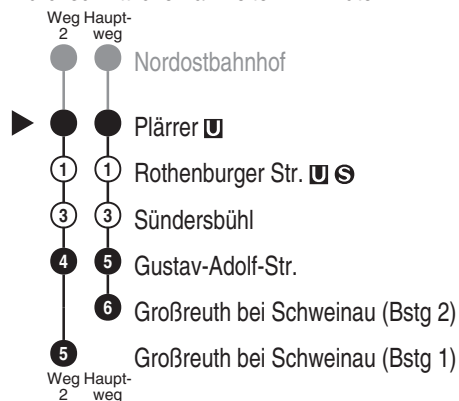 Weg Haupt-
2 weg
Nordostbahnhof
Plärrer U
1 1 Rothenburger Str. U S
3 3 Sündersbühl
4 5 Gustav-Adolf-Str.
6 Großreuth bei Schweinau (Bstg 2)
5 Großreuth bei Schweinau (Bstg 1)
Weg Haupt-
2 weg